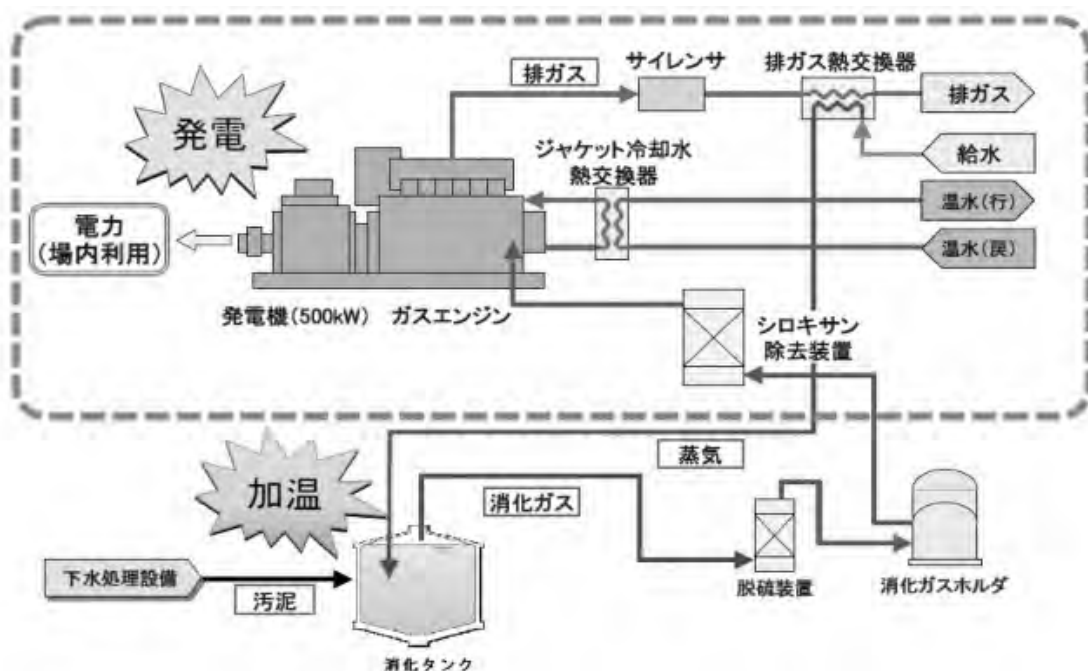 サイレンサ
排ガス熱交換器
排ガス
排ガス
発電
給水
ジャケット冷却水
熱交換器
温水(行)
電力
(場内利用)
温水(戻)
発電機(500kW)
ガスエンジン
シロキサン
除去装置
蒸気
加温
消化ガス
下水処理設備
汚泥
脱硫装置
消化ガスホルダ
消化タンク